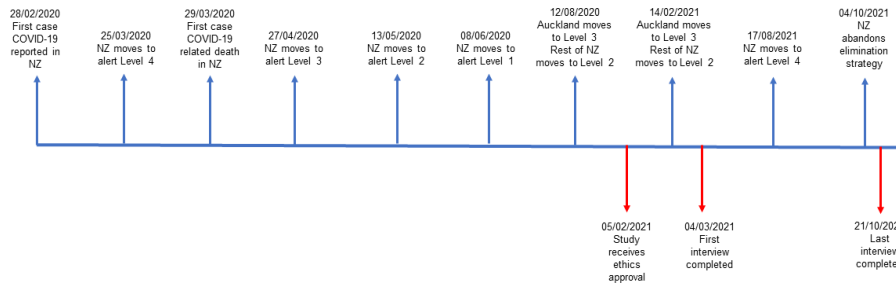 28/02/2020
First case
COVID-19
reported in
NZ
25/03/2020
NZ moves to
alert Level 4
29/03/2020
First
COVID-19
related death
in NZ
27/04/2020
NZ moves to
alert Level 3
13/05/2020
NZ moves to
alert Level 2
08/06/2020
NZ moves to
alert Level 1
12/08/2020
Auckland moves
to Level 3
Rest of NZ
moves to Level 2
14/02/2021
Auckland moves
to Level 3
Rest of NZ
moves to Level 2
17/08/2021
NZ moves to
alert Level 4
04/10/2021
NZ
abandons
elimination
strategy
05/02/2021
Study
receives
ethics
approval
04/03/2021
First
interview
completed
21/10/202
Last
interview
complete